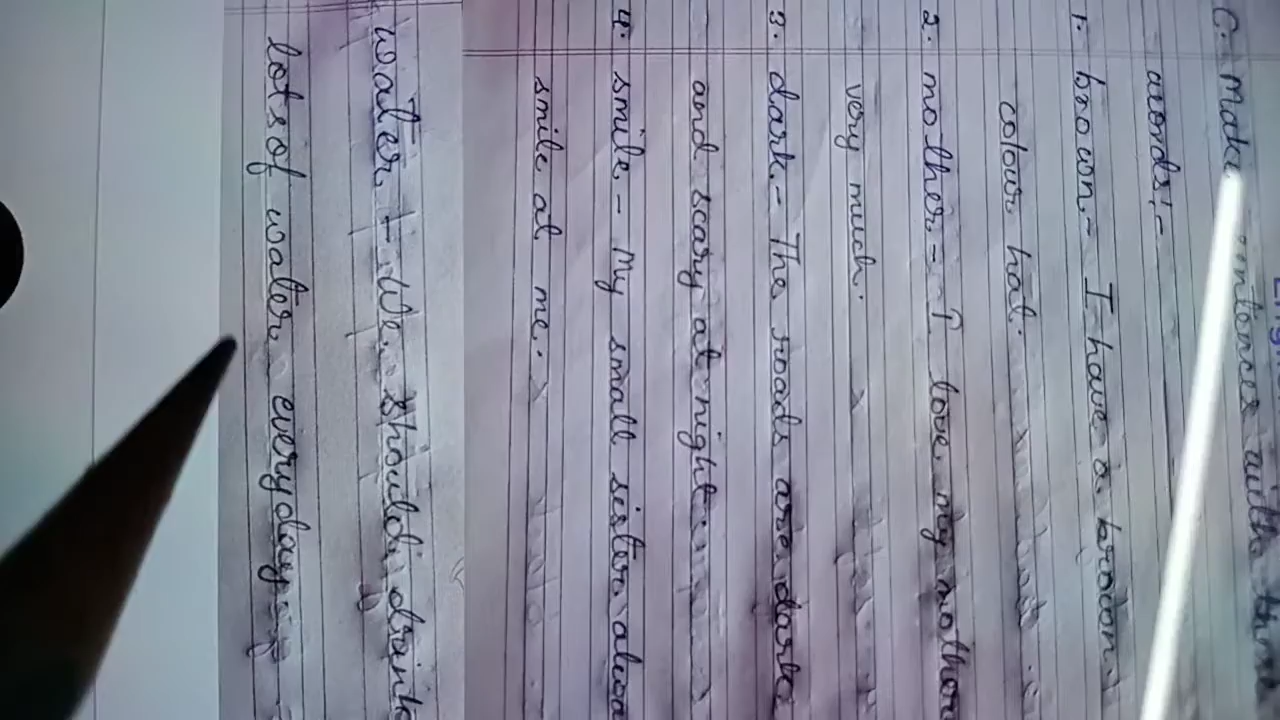 C. Make sentences with these
words:-
1. brown - I have a brown
colour hat.
2. mother - I love my mother
very much.
3. dark - The roads are dark
and scary at night
4. smile - My small sister
smile at me.
water - We should drink
lots of water everyday